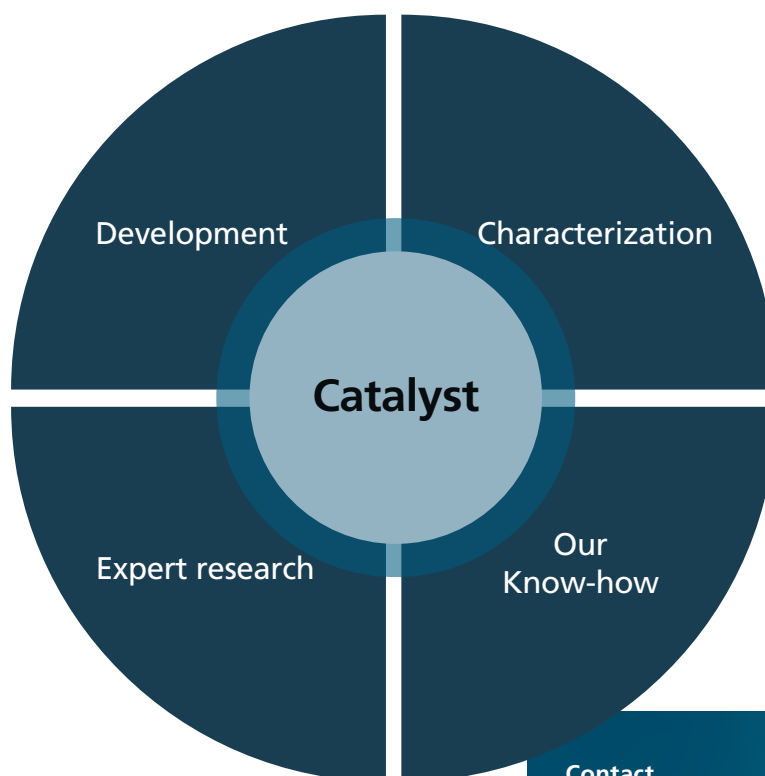 Development
Characterization
Catalyst
Expert research
Our
Know-how
Contact